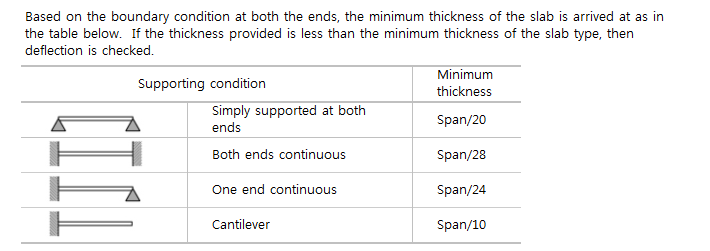 Based on the boundary condition at both the ends, the minimum thickness of the slab is arrived at as in
the table below. If the thickness provided is less than the minimum thickness of the slab type, then
deflection is checked.
Supporting condition
Minimum
thickness
Simply supported at both
ends
Span/20
Both ends continuous
Span/28
One end continuous
Span/24
Cantilever
Span/10